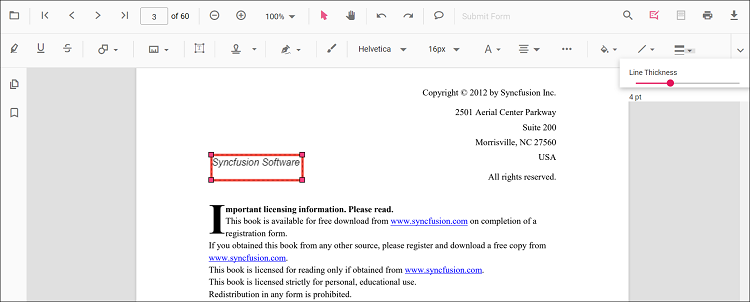 3 of 60 100% Submit Form
Helvetica 16px A
Line Thickness
4 pt
Copyright © 2012 by Syncfusion Inc.
2501 Aerial Center Parkway
Suite 200
Morrisville, NC 27560
USA
All rights reserved.
Syncfusion Software
Important licensing information. Please read.
This book is available for free download from www.syncfusion.com on completion of a
registration form.
If you obtained this book from any other source, please register and download a free copy from
www.syncfusion.com.
This book is licensed for reading only if obtained from www.syncfusion.com.
This book is licensed strictly for personal, educational use.
Redistribution in any form is prohibited.